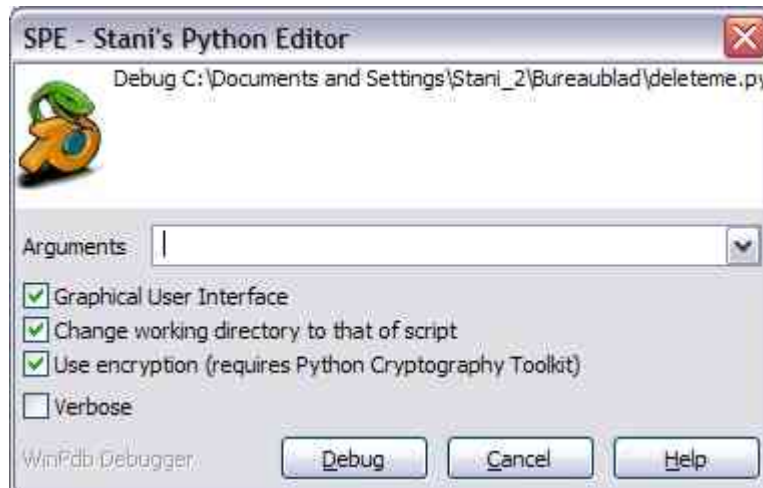 SPE - Stani's Python Editor
Debug C:\Documents and Settings\Stani_2\Bureaublad\deleteme.py
Arguments
Graphical User Interface
Change working directory to that of script
Use encryption (requires Python Cryptography Toolkit)
Verbose
WinPdb Debugger Debug Cancel Help